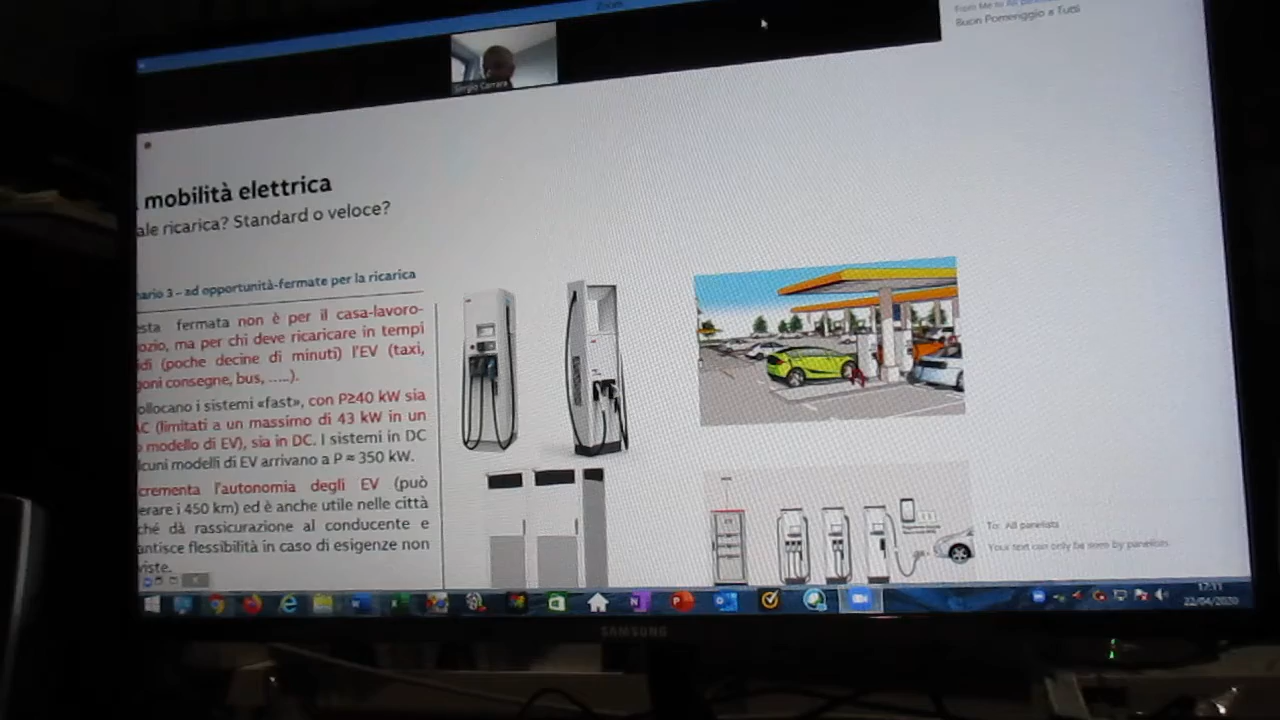 Zoom
From Me to All
Buon Pomeriggio a Tutti
Sergio Carrara
mobilità elettrica
ale ricarica? Standard o veloce?
ario 3 – ad opportunità-fermate per la ricarica
sta fermata non è per il casa-lavoro-
ozio, ma per chi deve ricaricare in tempi
idi (poche decine di minuti) l'EV (taxi,
goni consegne, bus, .....).
ollocano i sistemi «fast», con P≥40 kW sia
AC (limitati a un massimo di 43 kW in un
o modello di EV), sia in DC. I sistemi in DC
lcuni modelli di EV arrivano a P ≈ 350 kW.
crementa l'autonomia degli EV (può
erare i 450 km) ed è anche utile nelle città
ché dà rassicurazione al conducente e
antisce flessibilità in caso di esigenze non
viste.
To: All panelists
Your text can only be seen by panelists
17:11
22/04/2020
SAMSUNG